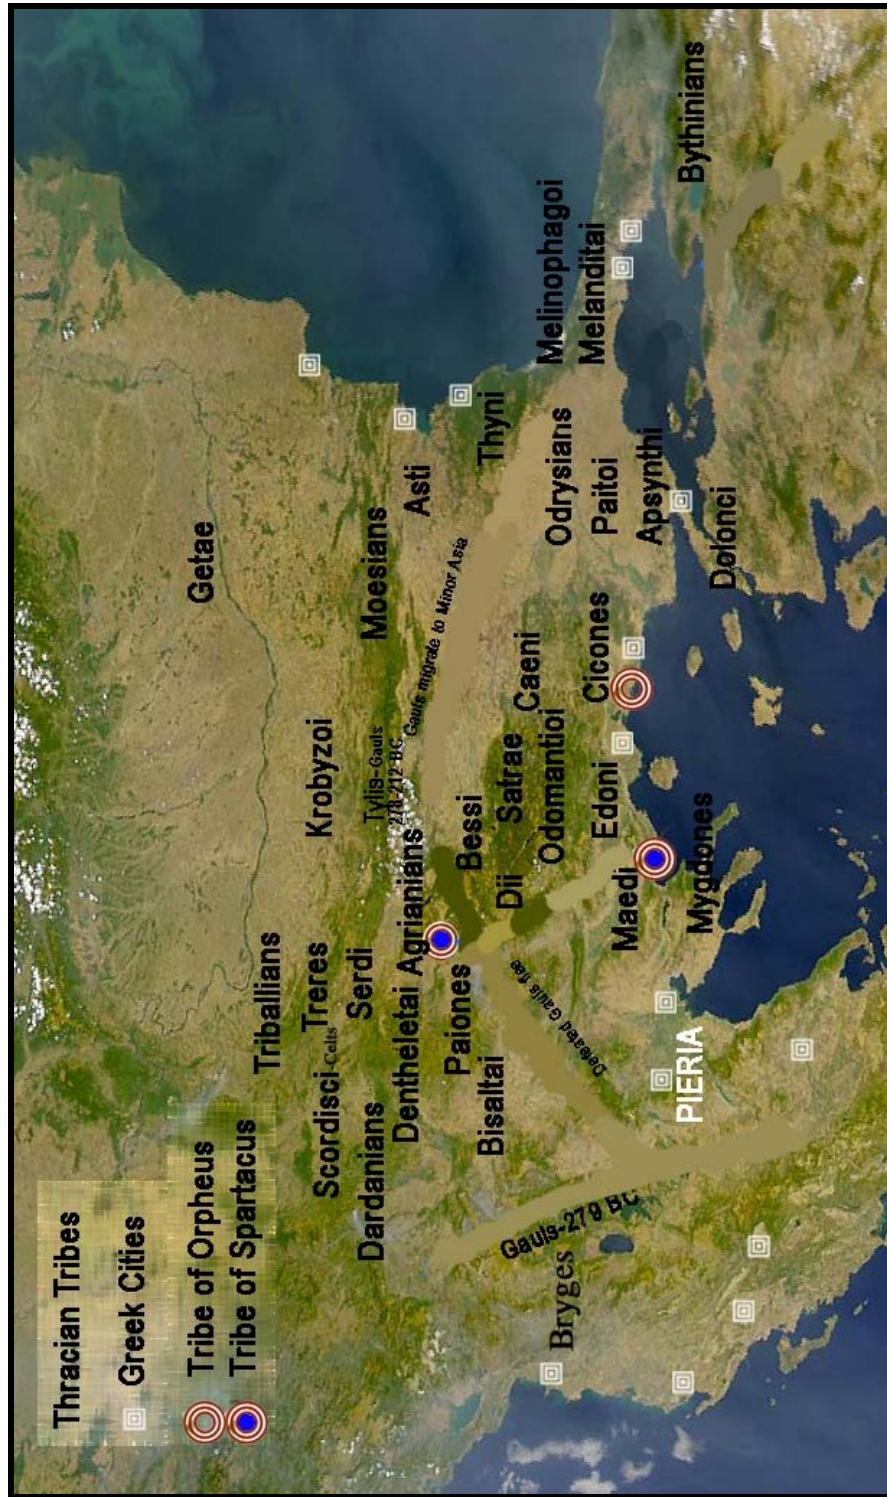 Thracian Tribes
Greek Cities
Tribe of Orpheus
Tribe of Spartacus
Getae
Krobyzoi
Triballians
Treres
Scordisci-Celts
Moesians
Tylis-Gauls
278-212 BC
Serdi
Dardanians
Asti
Gauls migrate to Minor Asia
Agrianians
Dentheletai
Thyni
Bessi
Paiones
Bisaltai
Satrae
Caeni
Dii
Odomantioi
Odrysians
Melinophagoi
Melanditai
Bythinians
Defeated Gauls flee
Gauls-279 BC
Bryges
Paitoi
Cicones
Edoni
Maedi
Apsynthi
Dolonci
Mygdones
PIERIA